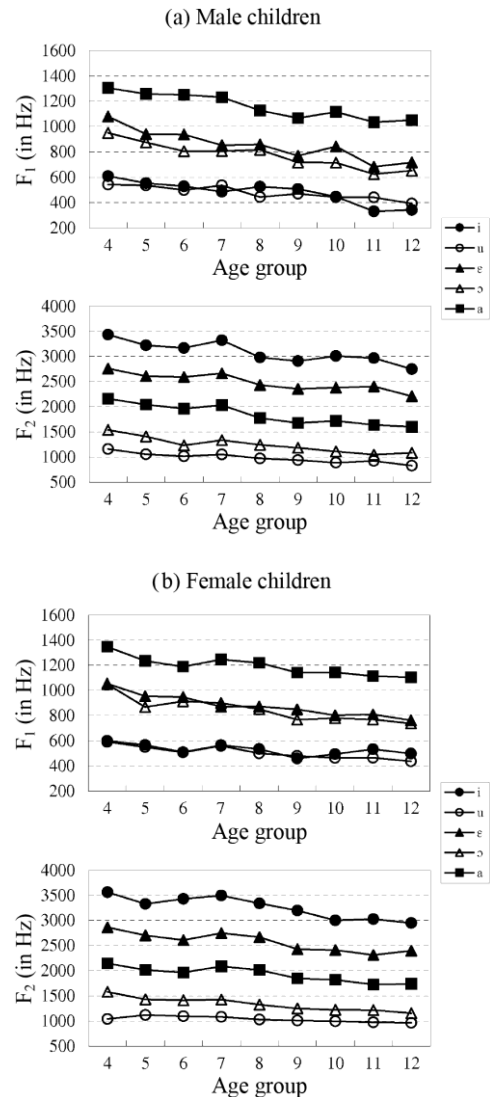 (a) Male children
1600
1400
1200
1000
800
600
400
200
F₁ (in Hz)
4 5 6 7 8 9 10 11 12
Age group
i
u
ε
ɔ
a
4000
3500
3000
2500
2000
1500
1000
500
F₂ (in Hz)
4 5 6 7 8 9 10 11 12
Age group
(b) Female children
1600
1400
1200
1000
800
600
400
200
F₁ (in Hz)
4 5 6 7 8 9 10 11 12
Age group
i
u
ε
ɔ
a
4000
3500
3000
2500
2000
1500
1000
500
F₂ (in Hz)
4 5 6 7 8 9 10 11 12
Age group